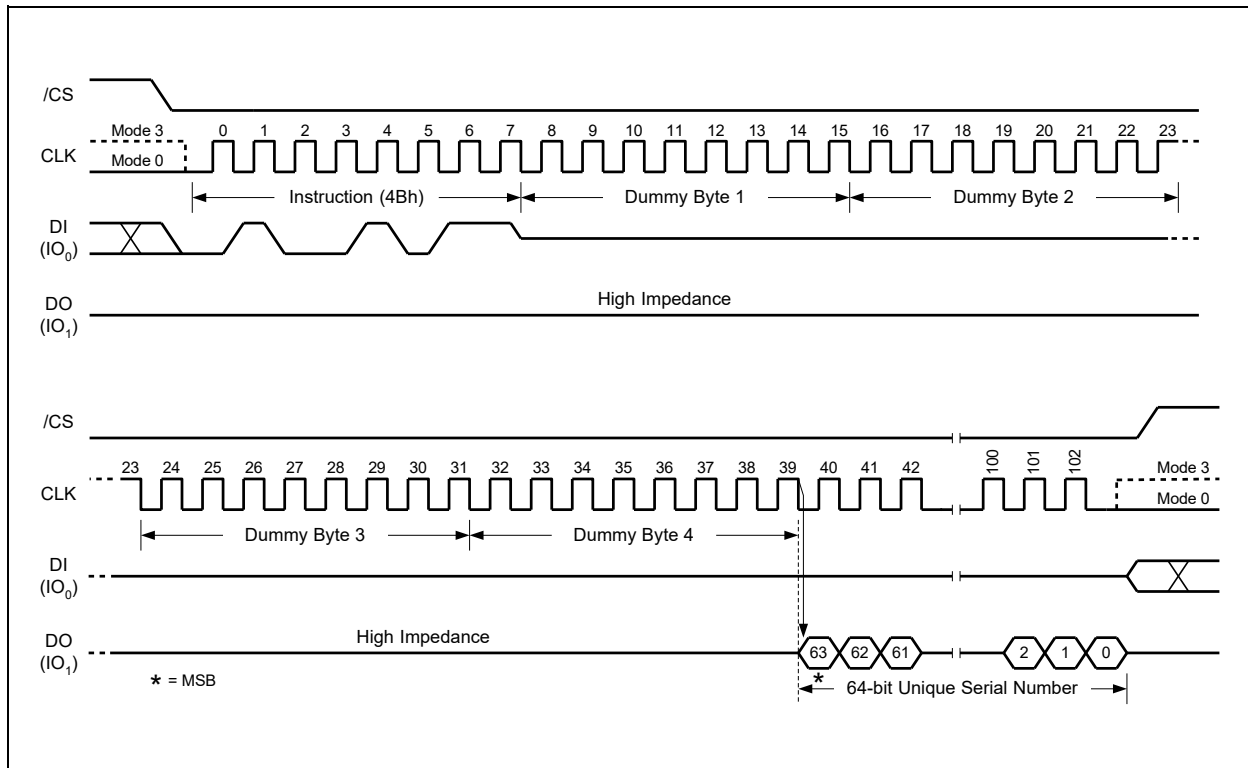 /CS
Mode 3
0 1 2 3 4 5 6 7 8 9 10 11 12 13 14 15 16 17 18 19 20 21 22 23
CLK
Mode 0
Instruction (4Bh) Dummy Byte 1 Dummy Byte 2
DI
(IO0)
High Impedance
DO
(IO1)
/CS
23 24 25 26 27 28 29 30 31 32 33 34 35 36 37 38 39 40 41 42 100 101 102
Mode 3
CLK
Mode 0
Dummy Byte 3 Dummy Byte 4
DI
(IO0)
High Impedance
DO
(IO1)
63 62 61 2 1 0
* = MSB
* 64-bit Unique Serial Number